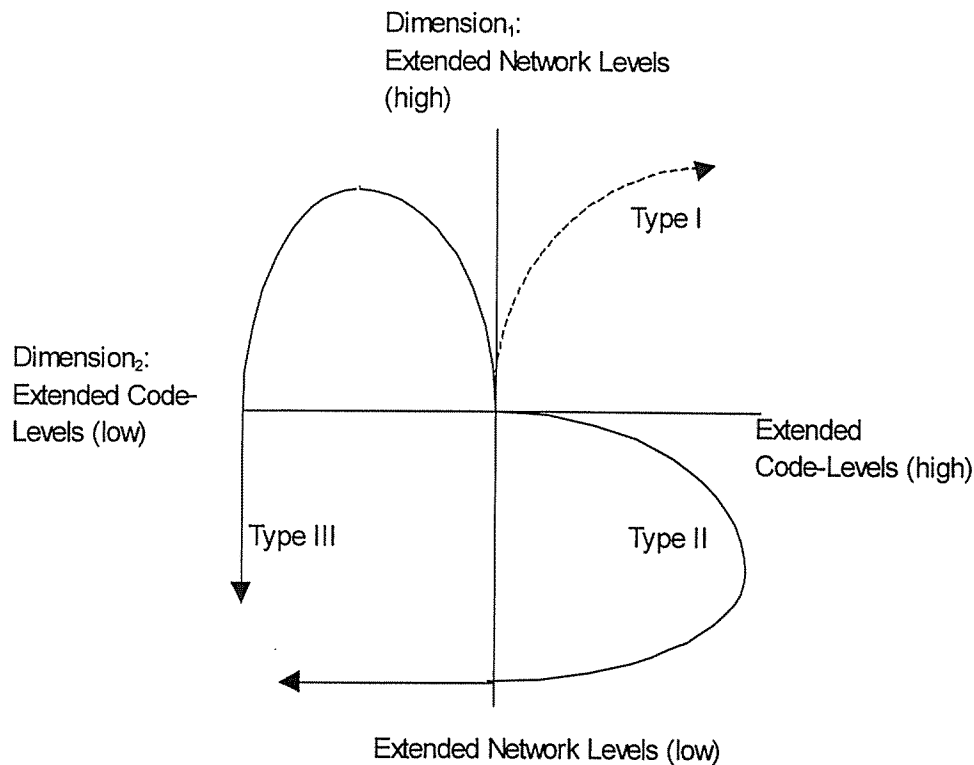 Dimension₁:
Extended Network Levels
(high)
Type I
Dimension₂:
Extended Code-
Levels (low)
Extended
Code-Levels (high)
Type III
Type II
Extended Network Levels (low)